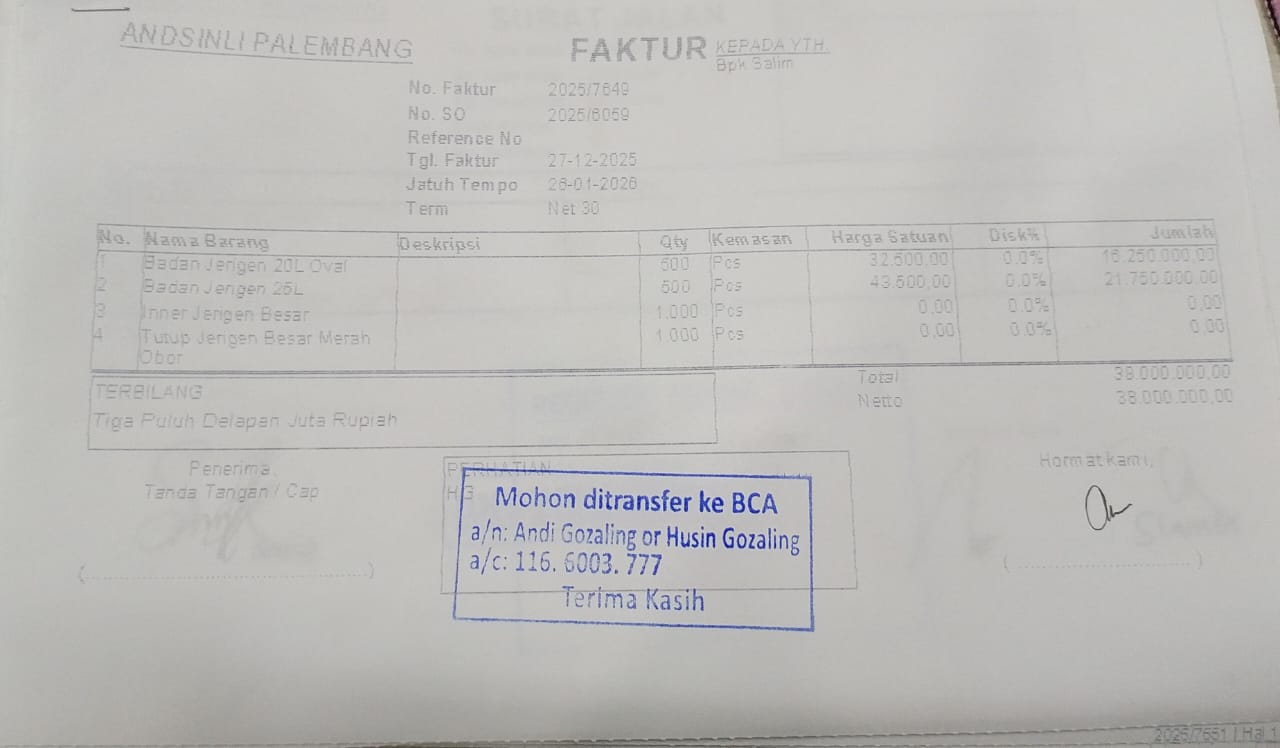 ANDSINLI PALEMBANG
FAKTUR
KEPADA YTH.
Bpk Salim
No. Faktur 2025/7649
No. SO 2025/6059
Reference No
Tgl. Faktur 27-12-2025
Jatuh Tempo 26-01-2026
Term Net 30
No. Nama Barang Deskripsi Qty Kemasan Harga Satuan Disk% Jumlah
1 Badan Jerigen 20L Oval 500 Pcs 32.500,00 0.0% 16.250.000,00
2 Badan Jerigen 25L 500 Pcs 43.500,00 0.0% 21.750.000,00
3 Inner Jerigen Besar 1.000 Pcs 0,00 0.0% 0,00
4 Tutup Jerigen Besar Merah 1.000 Pcs 0,00 0.0% 0,00
Obor
Total 38.000.000,00
Netto 38.000.000,00
TERBILANG
Tiga Puluh Delapan Juta Rupiah
Penerima,
Tanda Tangan / Cap
PERHATIAN
Mohon ditransfer ke BCA
a/n: Andi Gozaling or Husin Gozaling
a/c: 116. 6003. 777
Terima Kasih
Hormat kami,
2025/7651 | Hal 1